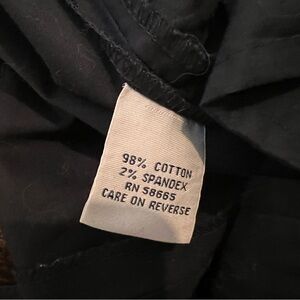 98% COTTON
2% SPANDEX
RN 58665
CARE ON REVERSE